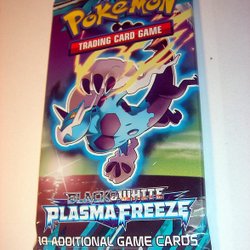 Pokémon
TRADING CARD GAME
BLACK & WHITE
PLASMA FREEZE
10 ADDITIONAL GAME CARDS